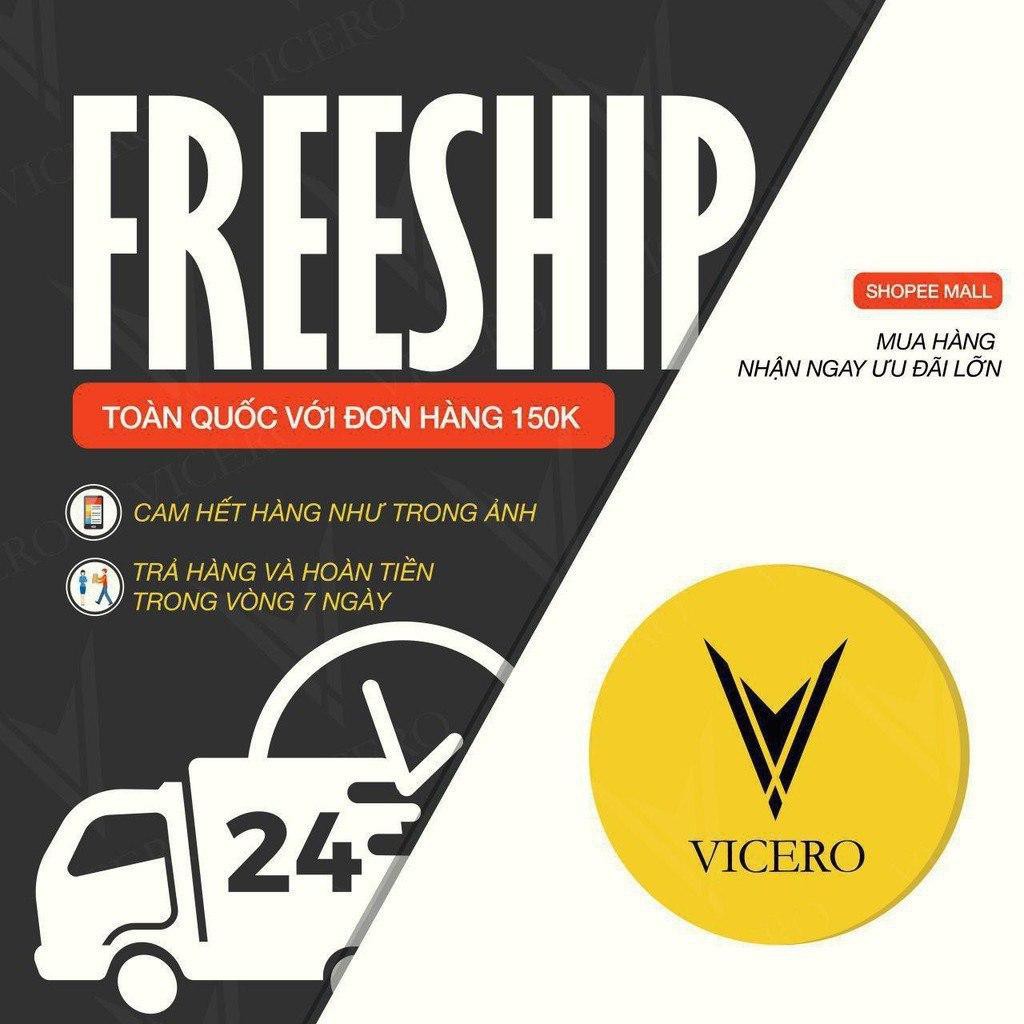 FREESHIP
TOÀN QUỐC VỚI ĐƠN HÀNG 150K
CAM HẾT HÀNG NHƯ TRONG ẢNH
TRẢ HÀNG VÀ HOÀN TIỀN
TRONG VÒNG 7 NGÀY
24
SHOPEE MALL
MUA HÀNG
NHẬN NGAY ƯU ĐÃI LỠN
VICERO